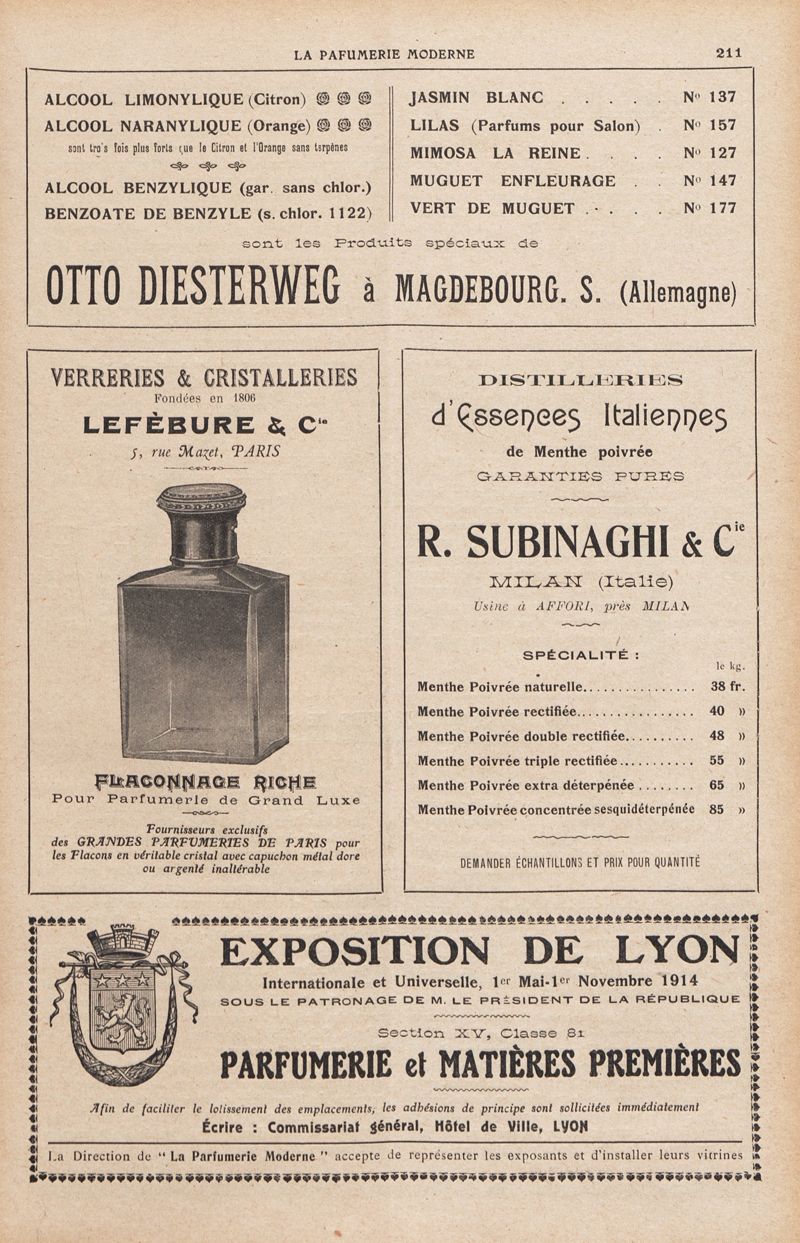 LA PAFUMERIE MODERNE
211
ALCOOL LIMONYLIQUE (Citron)
ALCOOL NARANYLIQUE (Orange)
sont tro's fois plus forts que le Citron et l'Orange sans terpènes
ALCOOL BENZYLIQUE (gar. sans chlor.)
BENZOATE DE BENZYLE (s. chlor. 1122)
JASMIN BLANC . . . . . No 137
LILAS (Parfums pour Salon) . No 157
MIMOSA LA REINE . . . . No 127
MUGUET ENFLEURAGE . . No 147
VERT DE MUGUET . . . . . No 177
sont les Produits spéciaux de
OTTO DIESTERWEG à MAGDEBOURG. S. (Allemagne)
VERRERIES & CRISTALLERIES
Fondées en 1806
LEFÈBURE & Cie
5, rue Mazet, PARIS
FLACONNAGE RICHE
Pour Parfumerie de Grand Luxe
Fournisseurs exclusifs
des GRANDES PARFUMERIES DE PARIS pour
les Flacons en véritable cristal avec capuchon métal dore
ou argenté inaltérable
DISTILLERIES
d'Essences Italiennes
de Menthe poivrée
GARANTIES PURES
R. SUBINAGHI & Cie
MILAN (Italie)
Usine à AFFORI, près MILAN
SPÉCIALITÉ :
le kg.
Menthe Poivrée naturelle................ 38 fr.
Menthe Poivrée rectifiée................. 40 »
Menthe Poivrée double rectifiée.......... 48 »
Menthe Poivrée triple rectifiée........... 55 »
Menthe Poivrée extra déterpénée ........ 65 »
Menthe Poivrée concentrée sesquidéterpénée 85 »
DEMANDER ÉCHANTILLONS ET PRIX POUR QUANTITÉ
EXPOSITION DE LYON
Internationale et Universelle, 1er Mai-1er Novembre 1914
SOUS LE PATRONAGE DE M. LE PRÉSIDENT DE LA RÉPUBLIQUE
Section XV, Classe 81
PARFUMERIE et MATIÈRES PREMIÈRES
Afin de faciliter le lotissement des emplacements, les adhésions de principe sont sollicitées immédiatement
Écrire : Commissariat général, Hôtel de Ville, LYON
La Direction de “ La Parfumerie Moderne ” accepte de représenter les exposants et d'installer leurs vitrines